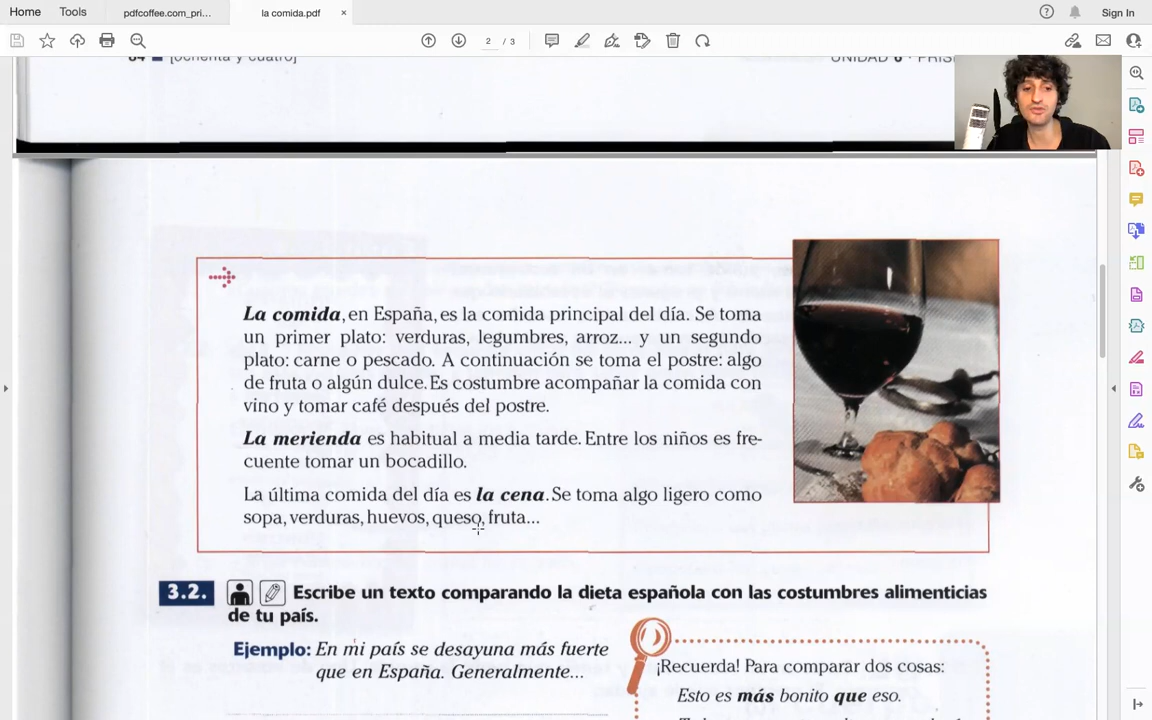 Home Tools pdfcoffee.com_pri... la comida.pdf × Sign In
2 / 3
84 [ochenta y cuatro]
UNIDAD 6 · PRIS
La comida, en España, es la comida principal del día. Se toma
un primer plato: verduras, legumbres, arroz... y un segundo
plato: carne o pescado. A continuación se toma el postre: algo
de fruta o algún dulce. Es costumbre acompañar la comida con
vino y tomar café después del postre.
La merienda es habitual a media tarde. Entre los niños es fre-
cuente tomar un bocadillo.
La última comida del día es la cena. Se toma algo ligero como
sopa, verduras, huevos, queso, fruta...
3.2. Escribe un texto comparando la dieta española con las costumbres alimenticias
de tu país.
Ejemplo: En mi país se desayuna más fuerte
que en España. Generalmente...
¡Recuerda! Para comparar dos cosas:
Esto es más bonito que eso.